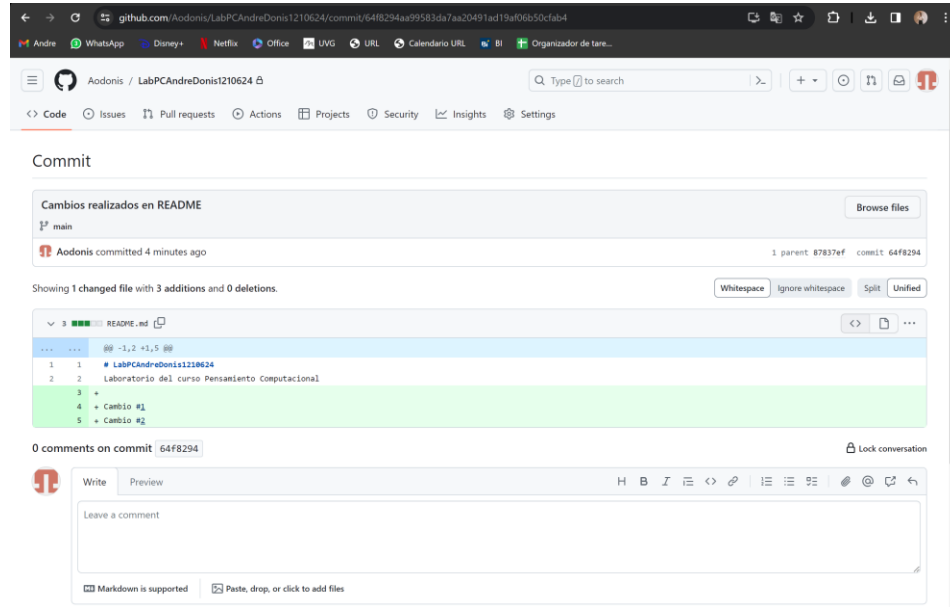 github.com/Aodonis/LabPCAndreDonis1210624/commit/64f8294aa99583da7aa20491ad19af06b50cfab4
Andre WhatsApp Disney+ Netflix Office UVG URL Calendario URL BI Organizador de tare...
Aodonis / LabPCAndreDonis1210624 Type / to search
Code Issues Pull requests Actions Projects Security Insights Settings
Commit
Cambios realizados en README
Browse files
main
Aodonis committed 4 minutes ago 1 parent 87837ef commit 64f8294
Showing 1 changed file with 3 additions and 0 deletions. Whitespace Ignore whitespace Split Unified
3 README.md
... ... @@ -1,2 +1,5 @@
1 1 # LabPCAndreDonis1210624
2 2 Laboratorio del curso Pensamiento Computacional
3 +
4 + Cambio #1
5 + Cambio #2
0 comments on commit 64f8294 Lock conversation
Write Preview
Leave a comment
Markdown is supported Paste, drop, or click to add files